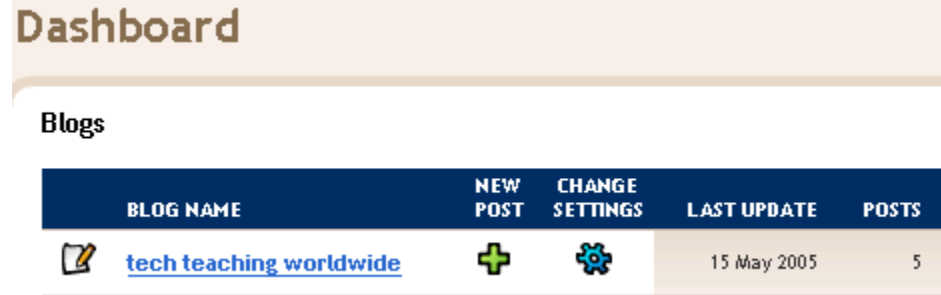 Dashboard
Blogs
BLOG NAME NEW POST CHANGE SETTINGS LAST UPDATE POSTS
tech teaching worldwide 15 May 2005 5